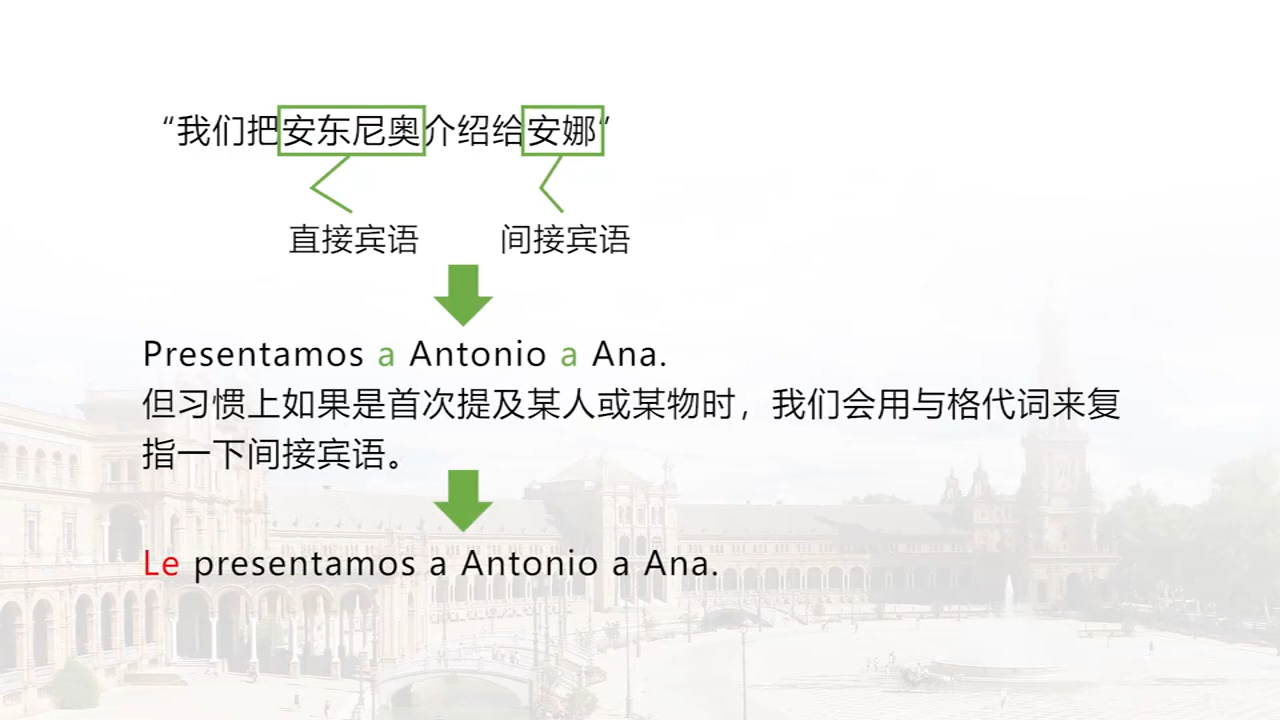 “我们把安东尼奥介绍给安娜”
直接宾语 间接宾语
Presentamos a Antonio a Ana.
但习惯上如果是首次提及某人或某物时，我们会用与格代词来复
指一下间接宾语。
Le presentamos a Antonio a Ana.